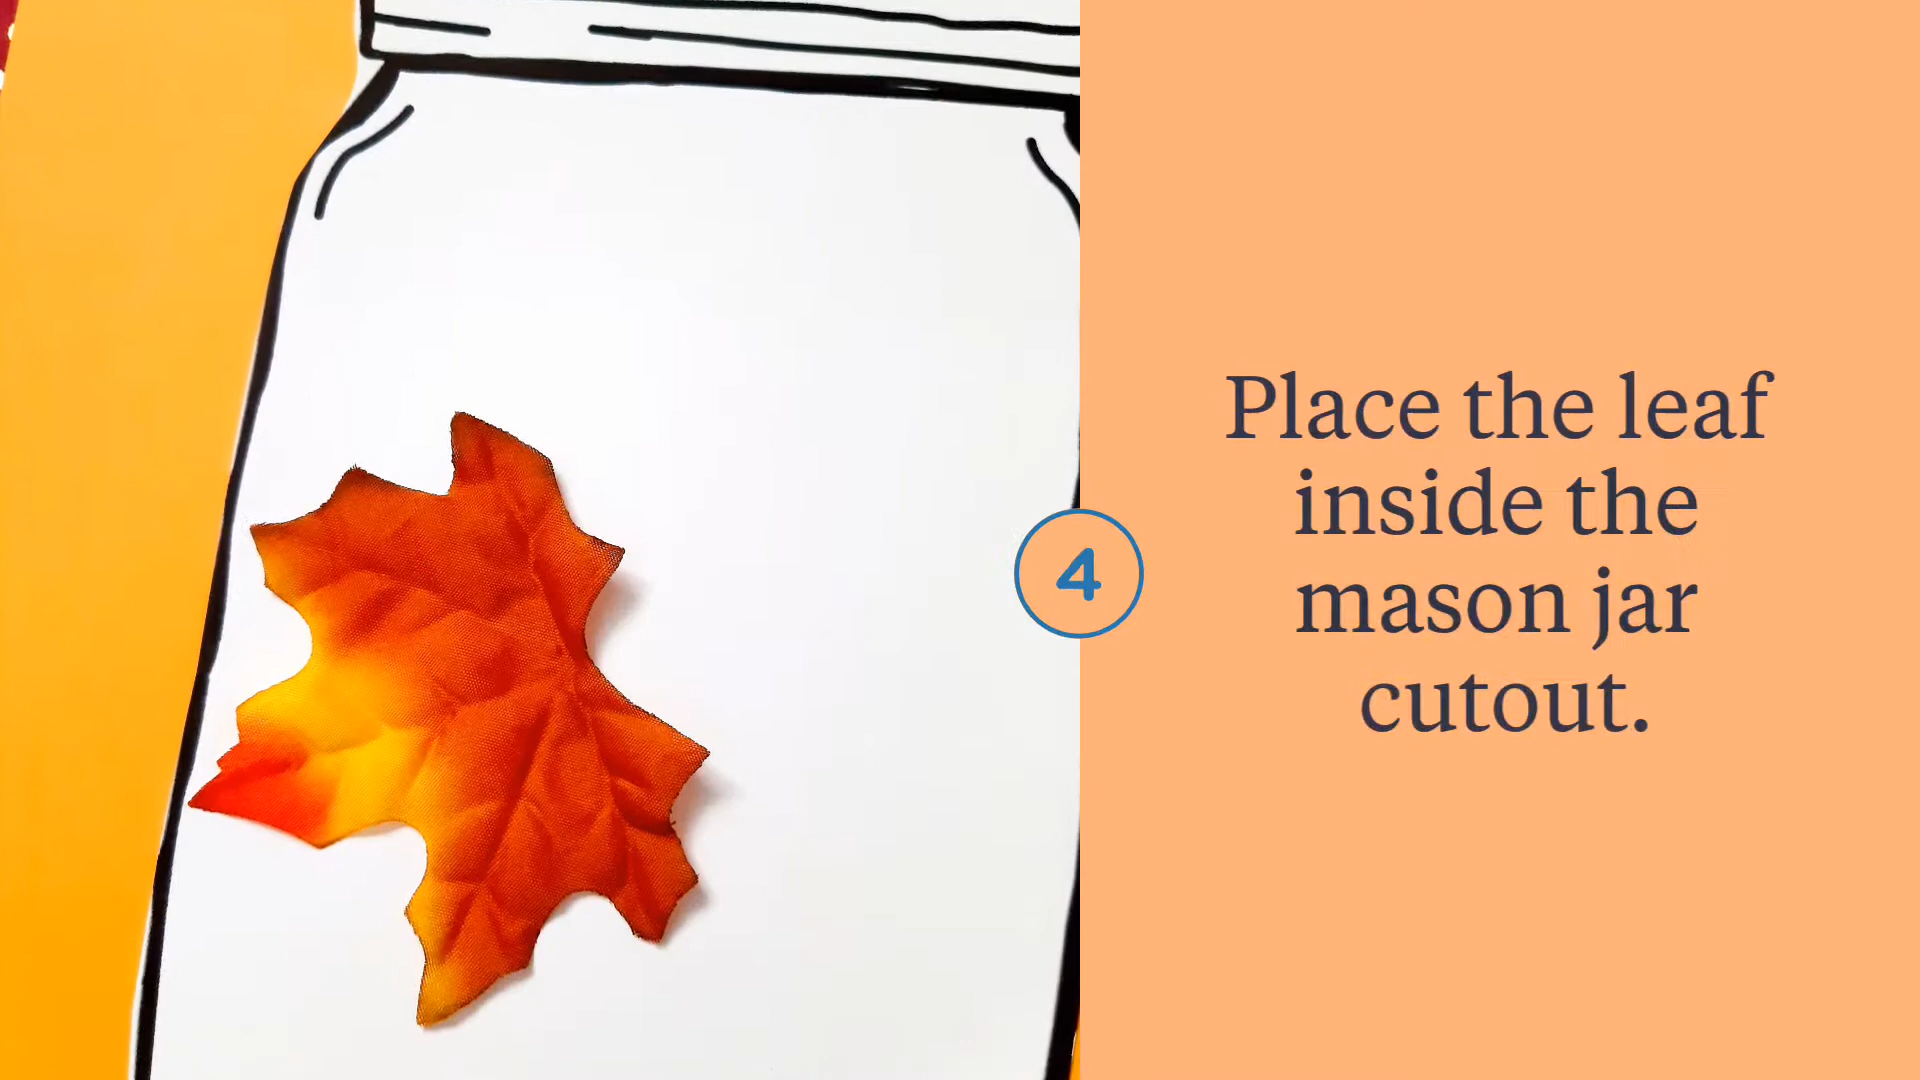 4
Place the leaf
inside the
mason jar
cutout.